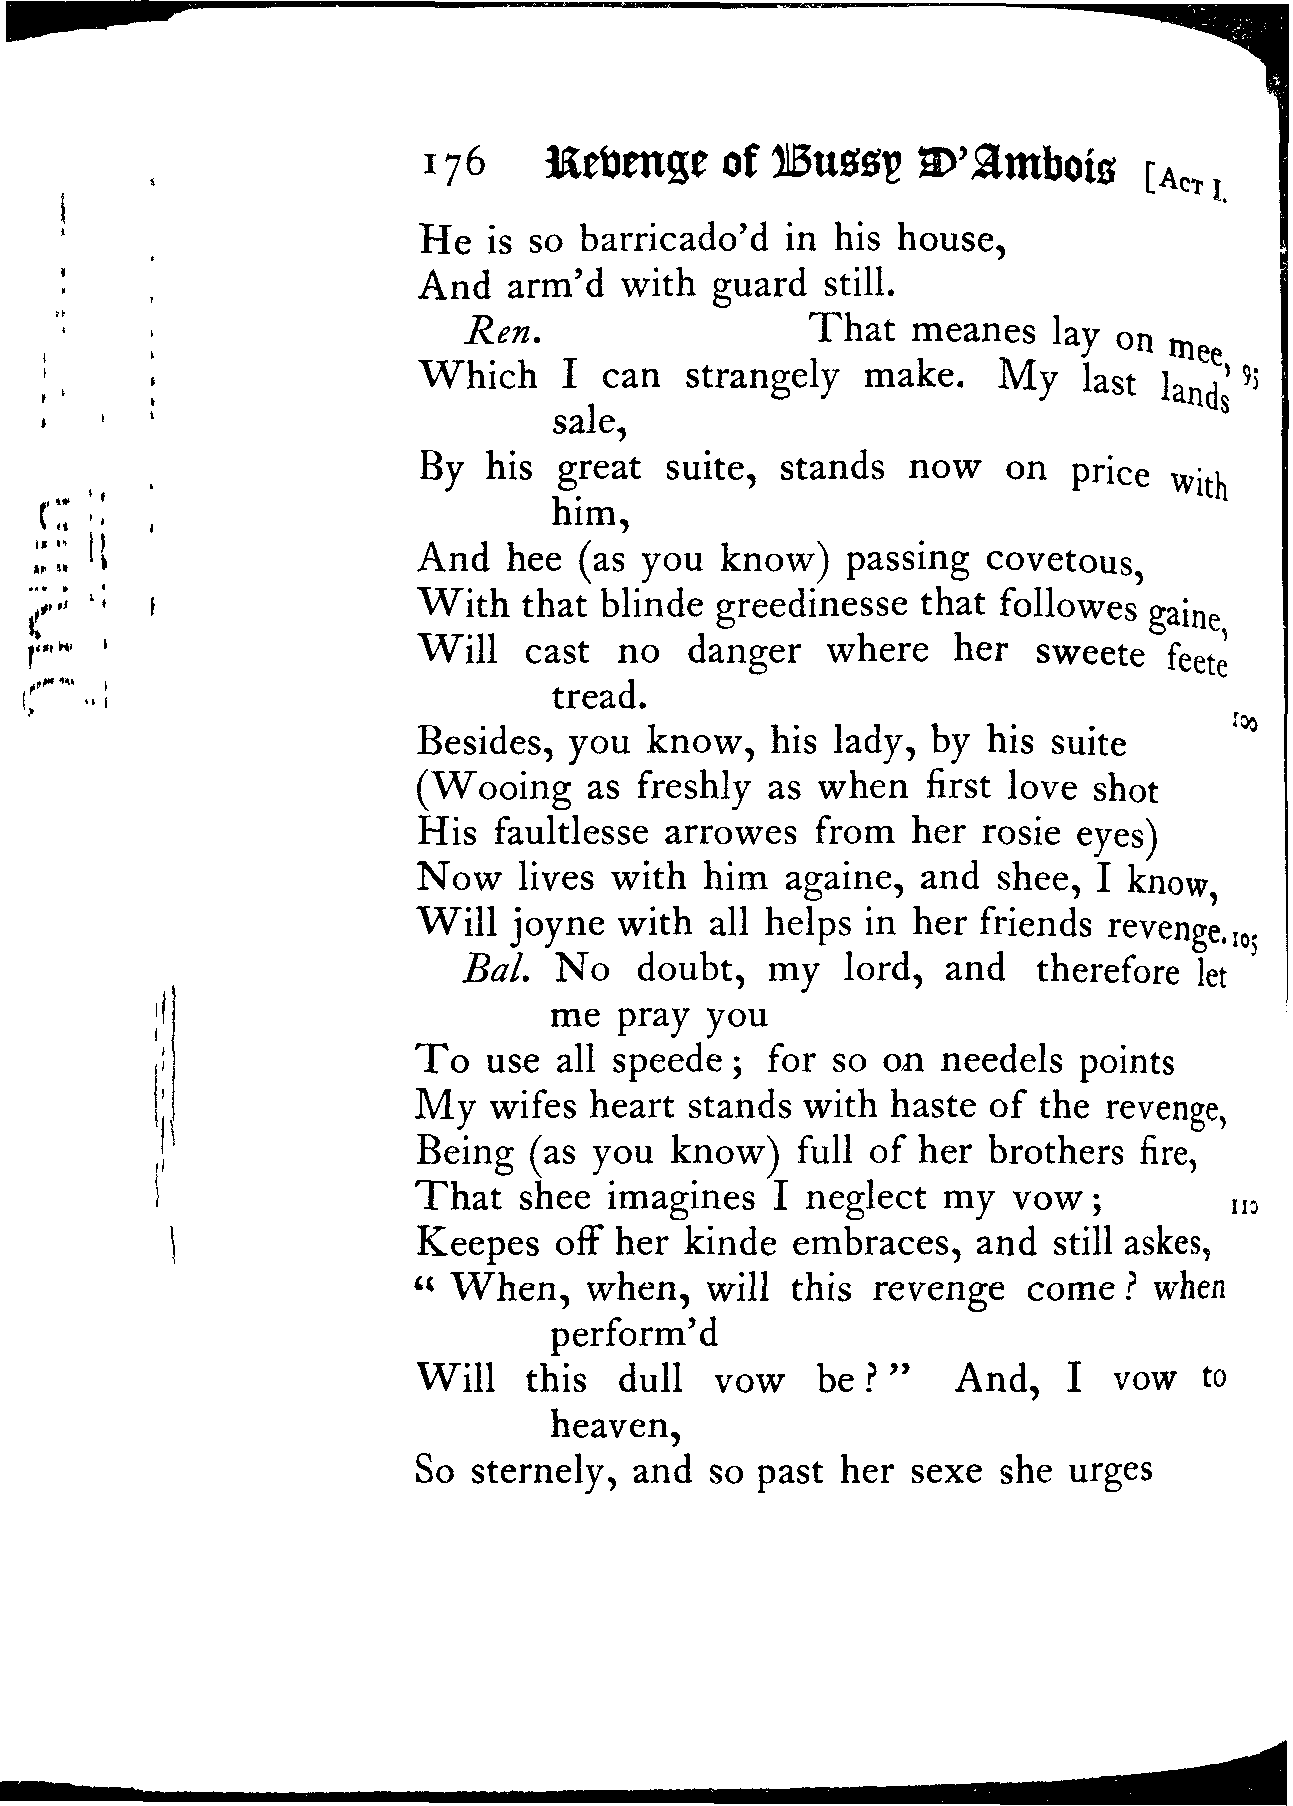 176 Revenge of Bussy D'Ambois [ACT I.
He is so barricado'd in his house,
And arm'd with guard still.
Ren. That meanes lay on mee,
Which I can strangely make. My last lands 95
sale,
By his great suite, stands now on price with
him,
And hee (as you know) passing covetous,
With that blinde greedinesse that followes gaine,
Will cast no danger where her sweete feete
tread.
Besides, you know, his lady, by his suite 100
(Wooing as freshly as when first love shot
His faultlesse arrowes from her rosie eyes)
Now lives with him againe, and shee, I know,
Will joyne with all helps in her friends revenge. 105
Bal. No doubt, my lord, and therefore let
me pray you
To use all speede; for so on needels points
My wifes heart stands with haste of the revenge,
Being (as you know) full of her brothers fire,
That shee imagines I neglect my vow; 110
Keepes off her kinde embraces, and still askes,
"When, when, will this revenge come? when
perform'd
Will this dull vow be?" And, I vow to
heaven,
So sternely, and so past her sexe she urges